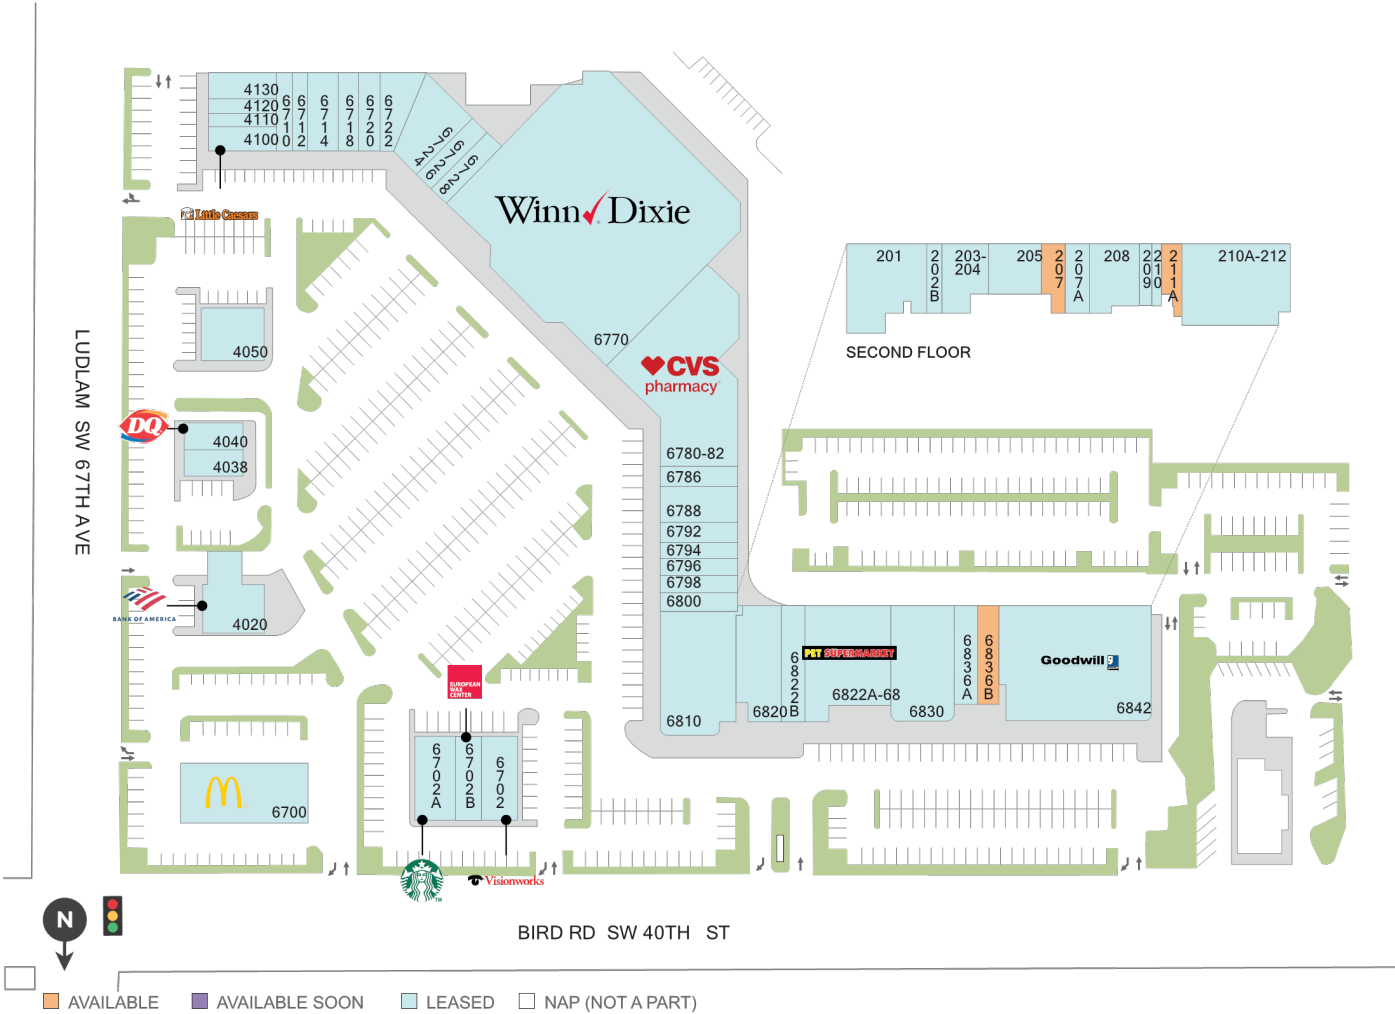 4130
4120
4110
4100
6710
6712
6714
6718
6720
6722
6724
6726
6728
Little Caesars
Winn Dixie
6770
CVS
pharmacy
201
202B
203-
204
205
207
207A
208
209
210
211A
210A-212
SECOND FLOOR
4050
DQ
4040
4038
LUDLAM SW 67TH AVE
BANK OF AMERICA
4020
6780-82
6786
6788
6792
6794
6796
6798
6800
6810
6820
6822B
PET SUPERMARKET
6822A-68
6830
6836A
6836B
Goodwill
6842
EUROPEAN
WAX
CENTER
6702A
6702B
6702
6700
TM
Visionworks
N
BIRD RD SW 40TH ST
AVAILABLE
AVAILABLE SOON
LEASED
NAP (NOT A PART)